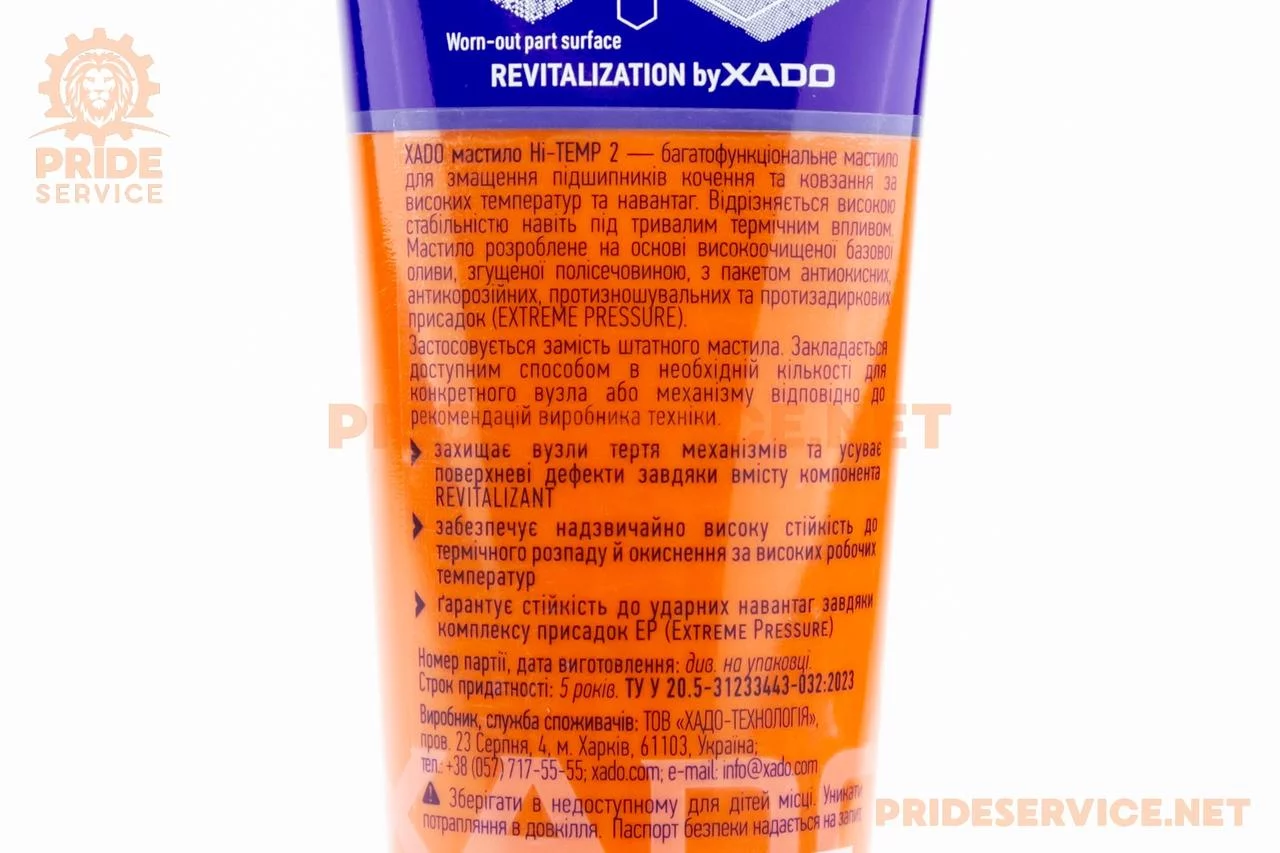 Worn-out part surface
REVITALIZATION by XADO
PRIDE
SERVICE
XADO мастило Hi-TEMP 2 — багатофункціональне мастило
для змащення підшипників кочення та ковзання за
високих температур та навантаг. Відрізняється високою
стабільністю навіть під тривалим термічним впливом.
Мастило розроблене на основі високоочищеної базової
оливи, згущеної полісечовиною, з пакетом антиокисних,
антикорозійних, протизношувальних та протизадиркових
присадок (EXTREME PRESSURE).
Застосовується замість штатного мастила. Закладається
доступним способом в необхідній кількості для
конкретного вузла або механізму відповідно до
рекомендацій виробника техніки.
захищає вузли тертя механізмів та усуває
поверхневі дефекти завдяки вмісту компонента
REVITALIZANT
забезпечує надзвичайно високу стійкість до
термічного розпаду й окиснення за високих робочих
температур
ґарантує стійкість до ударних навантаг завдяки
комплексу присадок EP (EXTREME PRESSURE)
Номер партії, дата виготовлення: див. на упаковці.
Строк придатності: 5 років. ТУ У 20.5-31233443-032:2023
Виробник, служба споживачів: ТОВ «ХАДО-ТЕХНОЛОГІЯ»,
пров. 23 Серпня, 4, м. Харків, 61103, Україна;
тел.: +38 (057) 717-55-55; xado.com; e-mail: info@xado.com
Зберігати в недоступному для дітей місці. Уникати
потрапляння в довкілля. Паспорт безпеки надається на запит.
PRIDESERVICE.NET